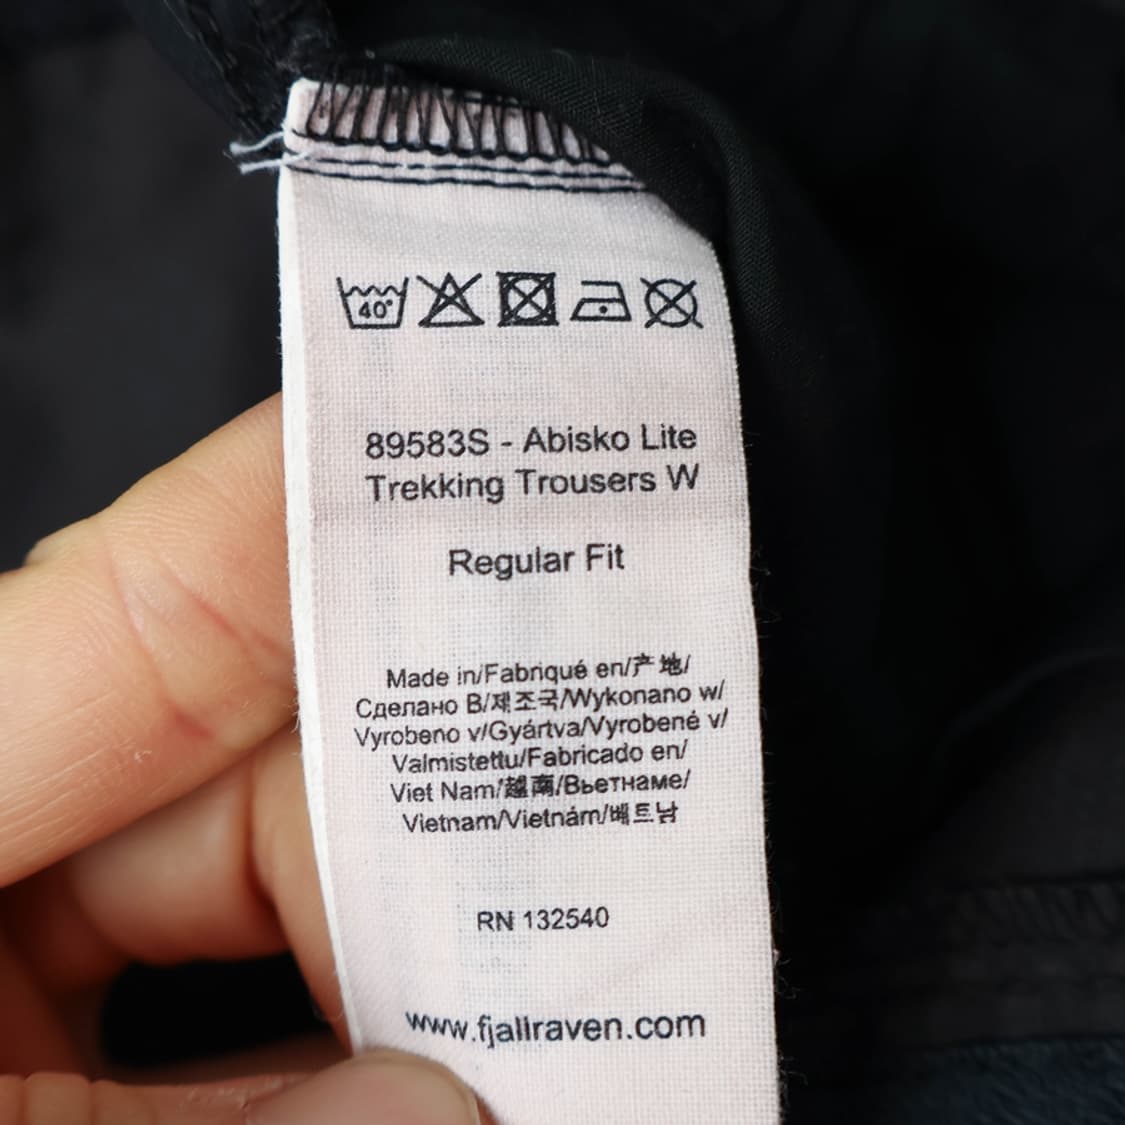 40°
89583S - Abisko Lite
Trekking Trousers W
Regular Fit
Made in/Fabriqué en/产地/
Сделано В/제조국/Wykonano w/
Vyrobeno v/Gyártva/Vyrobené v/
Valmistettu/Fabricado en/
Viet Nam/越南/Вьетнаме/
Vietnam/Vietnám/베트남
RN 132540
www.fjallraven.com